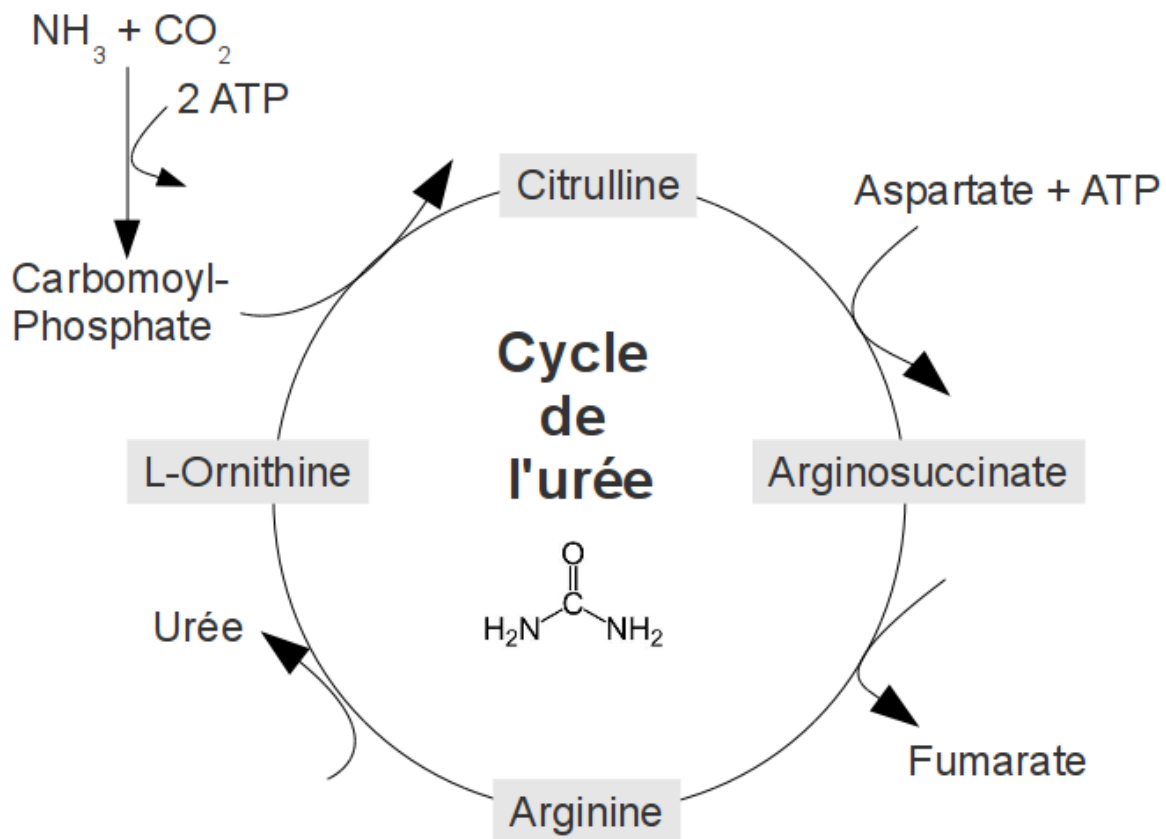 NH₃ + CO₂
2 ATP
Carbomoyl-
Phosphate
Citrulline
Aspartate + ATP
Cycle
de
l'urée
L-Ornithine
Arginosuccinate
O
C
H₂N
NH₂
Urée
Fumarate
Arginine